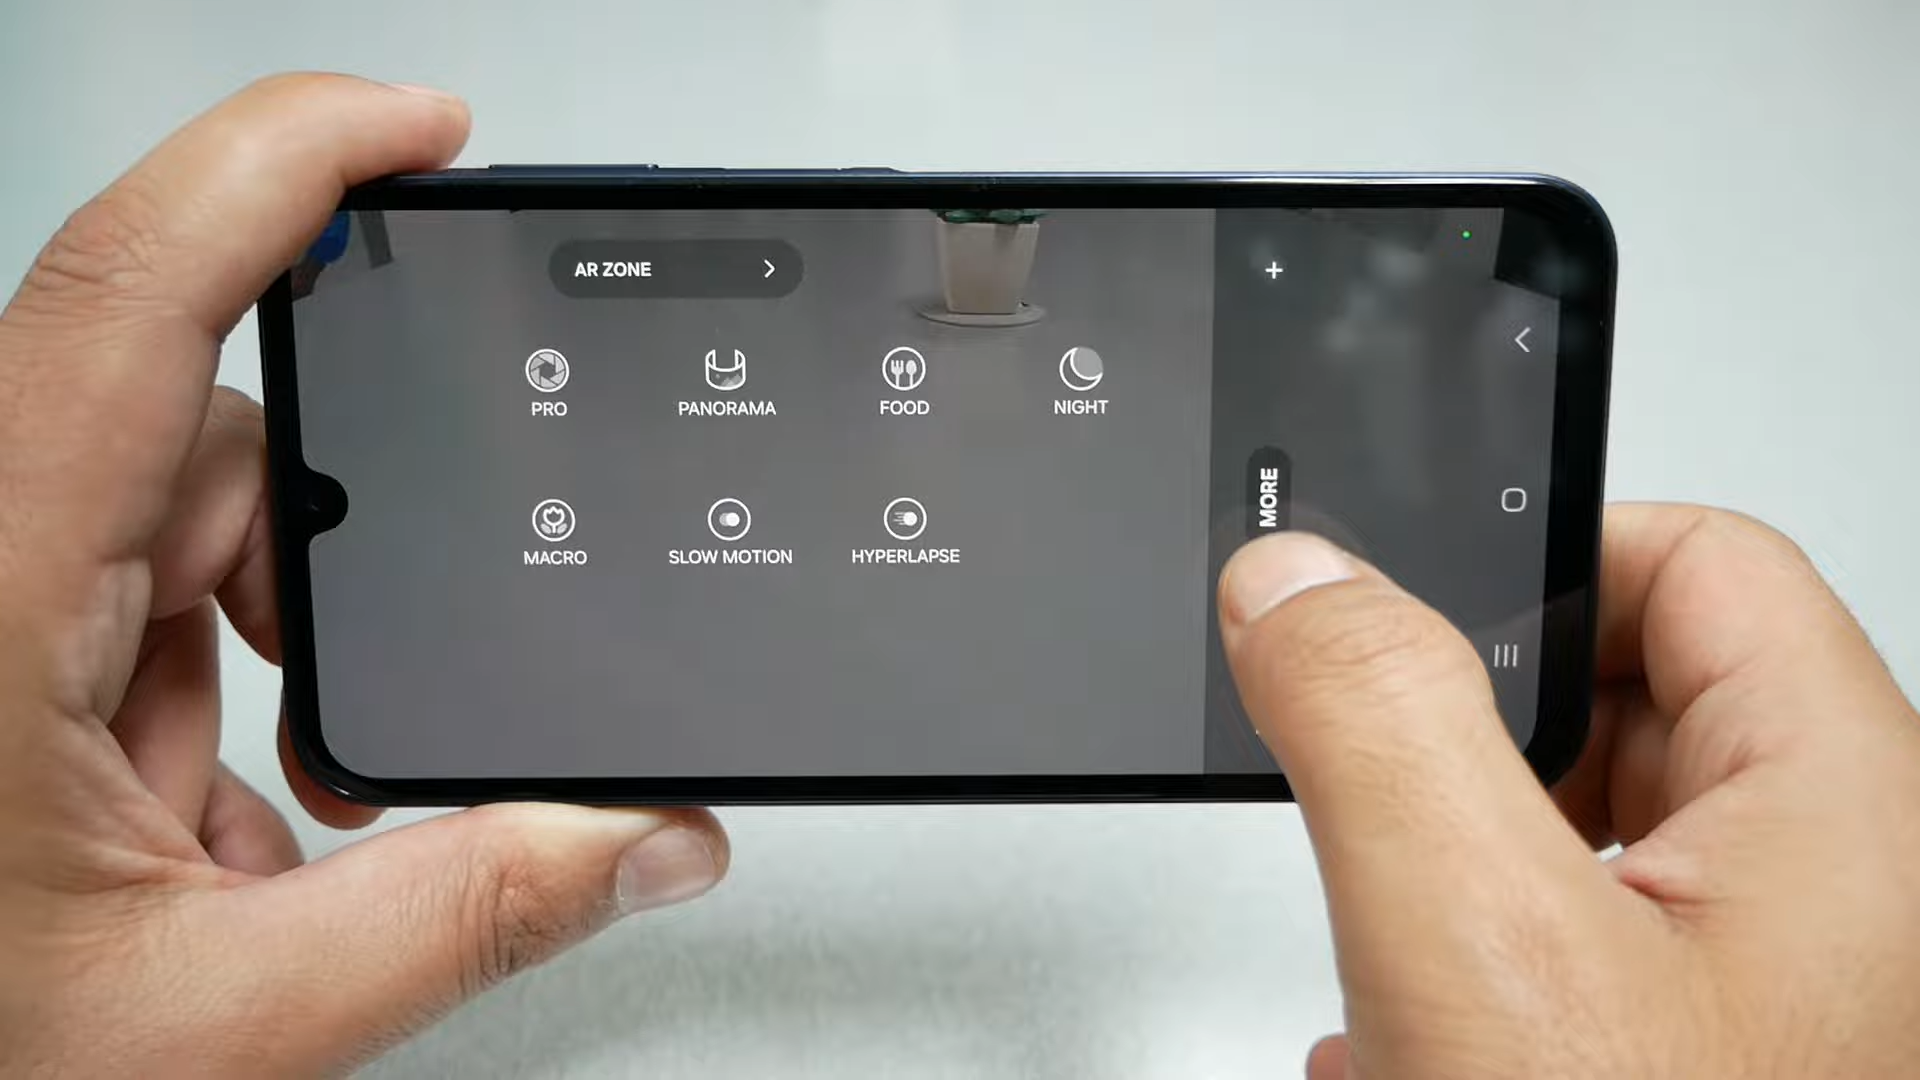 AR ZONE
PRO
PANORAMA
FOOD
NIGHT
MACRO
SLOW MOTION
HYPERLAPSE
MORE